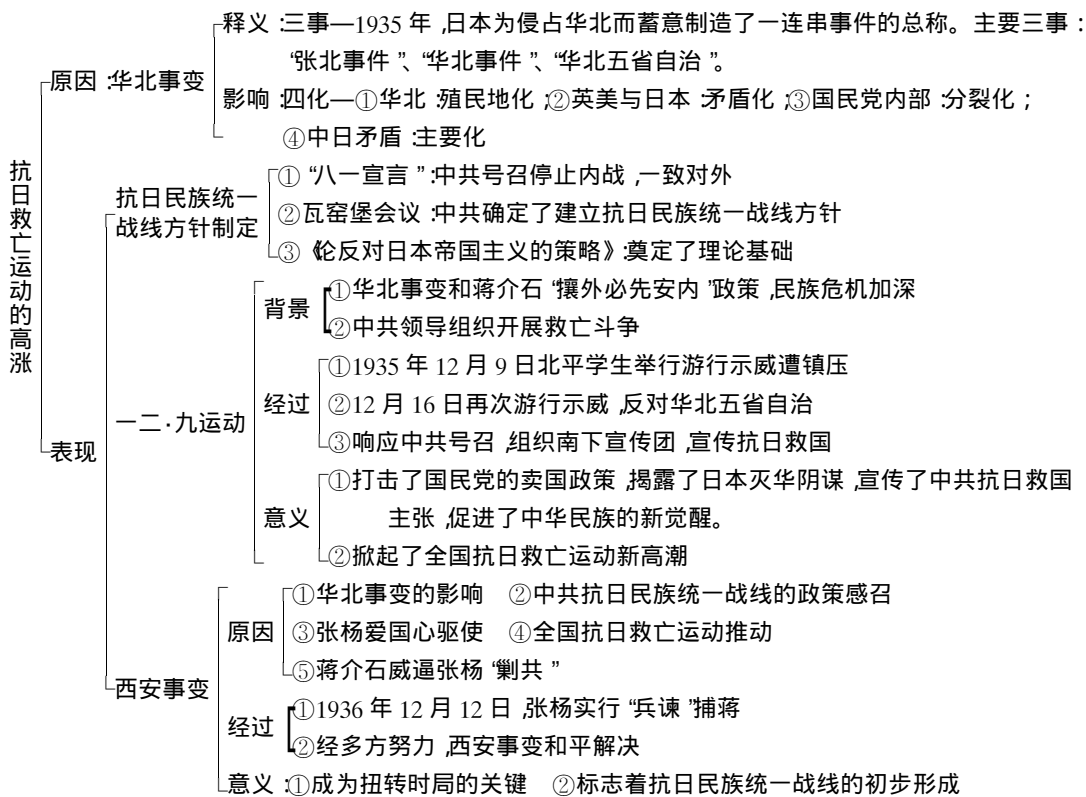 抗日救亡运动的高涨
原因:华北事变
释义:三事—1935 年,日本为侵占华北而蓄意制造了一连串事件的总称。主要三事:
“张北事件”、“华北事件”、“华北五省自治”。
影响:四化—①华北:殖民地化;②英美与日本:矛盾化;③国民党内部:分裂化;
④中日矛盾:主要化
表现
抗日民族统一
战线方针制定
①“八一宣言”:中共号召停止内战,一致对外
②瓦窑堡会议:中共确定了建立抗日民族统一战线方针
③《论反对日本帝国主义的策略》:奠定了理论基础
一二·九运动
背景
①华北事变和蒋介石“攘外必先安内”政策,民族危机加深
②中共领导组织开展救亡斗争
经过
①1935 年 12 月 9 日北平学生举行游行示威遭镇压
②12 月 16 日再次游行示威,反对华北五省自治
③响应中共号召,组织南下宣传团,宣传抗日救国
意义
①打击了国民党的卖国政策,揭露了日本灭华阴谋,宣传了中共抗日救国
主张,促进了中华民族的新觉醒。
②掀起了全国抗日救亡运动新高潮
西安事变
原因
①华北事变的影响 ②中共抗日民族统一战线的政策感召
③张杨爱国心驱使 ④全国抗日救亡运动推动
⑤蒋介石威逼张杨“剿共”
经过
①1936 年 12 月 12 日,张杨实行“兵谏”捕蒋
②经多方努力,西安事变和平解决
意义:①成为扭转时局的关键 ②标志着抗日民族统一战线的初步形成